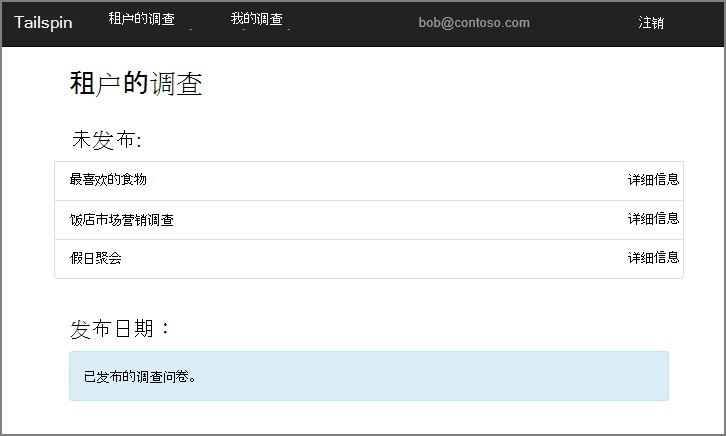 Tailspin 租户的调查 我的调查 bob@contoso.com 注销
租户的调查
未发布:
最喜欢的食物 详细信息
饭店市场营销调查 详细信息
假日聚会 详细信息
发布日期：
已发布的调查问卷。